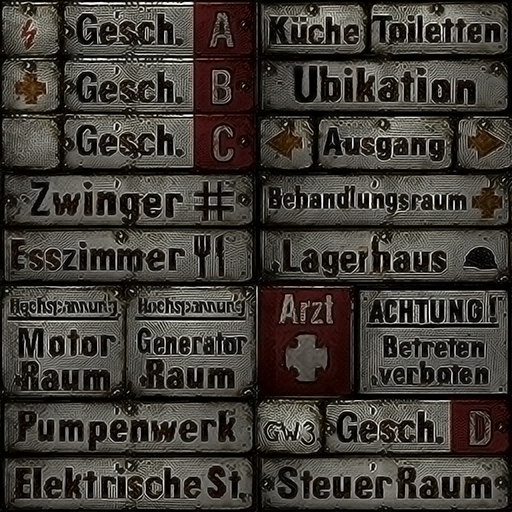 Gesch. A
Küche
Toiletten
Gesch. B
Ubikation
Gesch. C
Ausgang
Zwinger #
Behandlungsraum
Esszimmer
Lagerhaus
Hochspannung
Motor
Raum
Hochspannung
Generator
Raum
Arzt
ACHTUNG!
Betreten
verboten
Pumpenwerk
GW3
Gesch. D
Elektrische St.
Steuer Raum